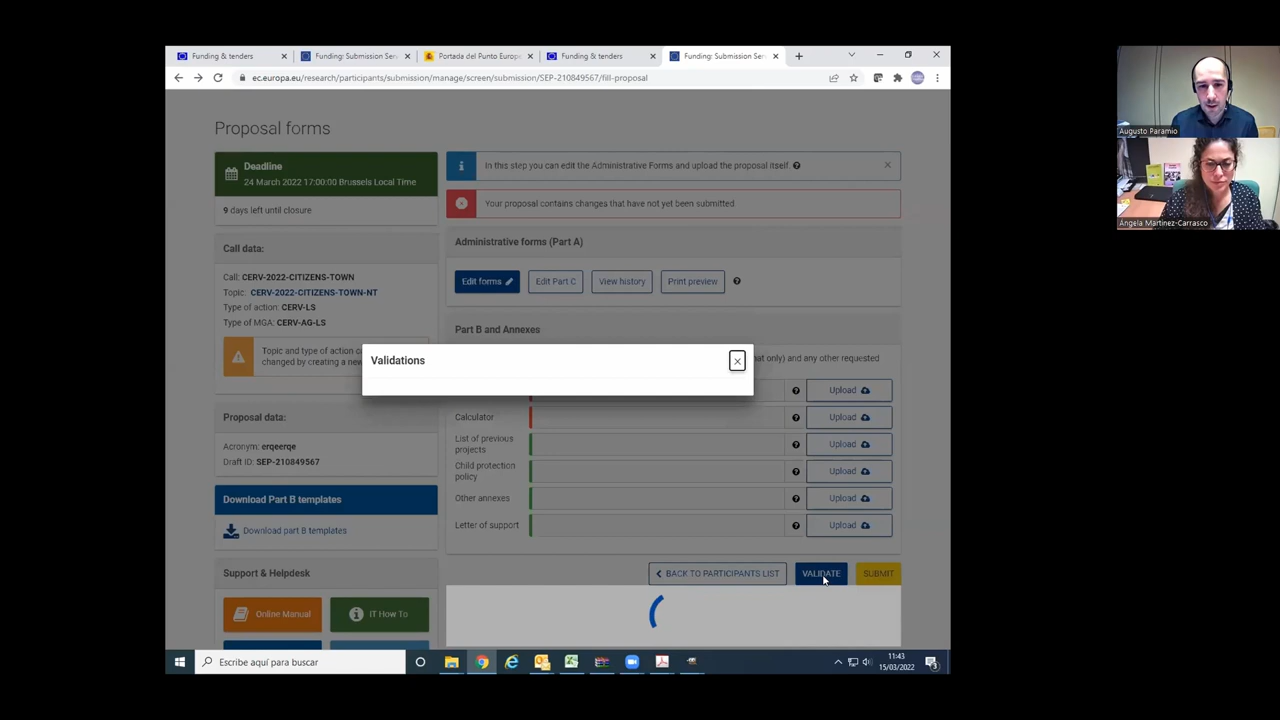 Funding & tenders
Funding: Submission Ser
Portada del Punto Europe
Funding & tenders
Funding: Submission Ser
ec.europa.eu/research/participants/submission/manage/screen/submission/SEP-210849567/fill-proposal
Proposal forms
Deadline
24 March 2022 17:00:00 Brussels Local Time
9 days left until closure
Call data:
Call: CERV-2022-CITIZENS-TOWN
Topic: CERV-2022-CITIZENS-TOWN-NT
Type of action: CERV-LS
Type of MGA: CERV-AG-LS
Topic and type of action c
changed by creating a new
Proposal data:
Acronym: erqeerqe
Draft ID: SEP-210849567
Download Part B templates
Download part B templates
Support & Helpdesk
Online Manual
IT How To
In this step you can edit the Administrative Forms and upload the proposal itself.
Your proposal contains changes that have not yet been submitted.
Administrative forms (Part A)
Edit forms
Edit Part C
View history
Print preview
Part B and Annexes
at only) and any other requested
Validations
Upload
Calculator
Upload
List of previous
projects
Upload
Child protection
policy
Upload
Other annexes
Upload
Letter of support
Upload
BACK TO PARTICIPANTS LIST
VALIDATE
SUBMIT
Escribe aquí para buscar
11:43
15/03/2022
3
Augusto Paramio
Angela Martinez-Carrasco